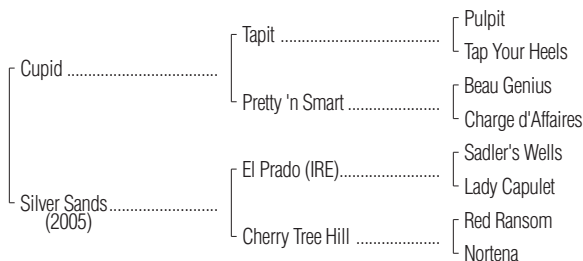 Pulpit
Tapit
Tap Your Heels
Cupid
Beau Genius
Pretty 'n Smart
Charge d'Affaires
Sadler's Wells
El Prado (IRE)
Lady Capulet
Silver Sands
(2005)
Red Ransom
Cherry Tree Hill
Nortena